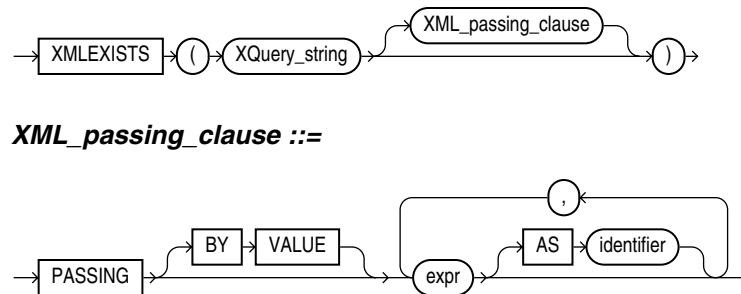 XML_passing_clause
XMLEXISTS ( XQuery_string )
XML_passing_clause ::=
,
BY VALUE AS identifier
PASSING expr